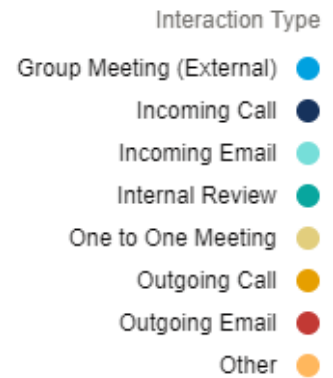 Interaction Type
Group Meeting (External)
Incoming Call
Incoming Email
Internal Review
One to One Meeting
Outgoing Call
Outgoing Email
Other